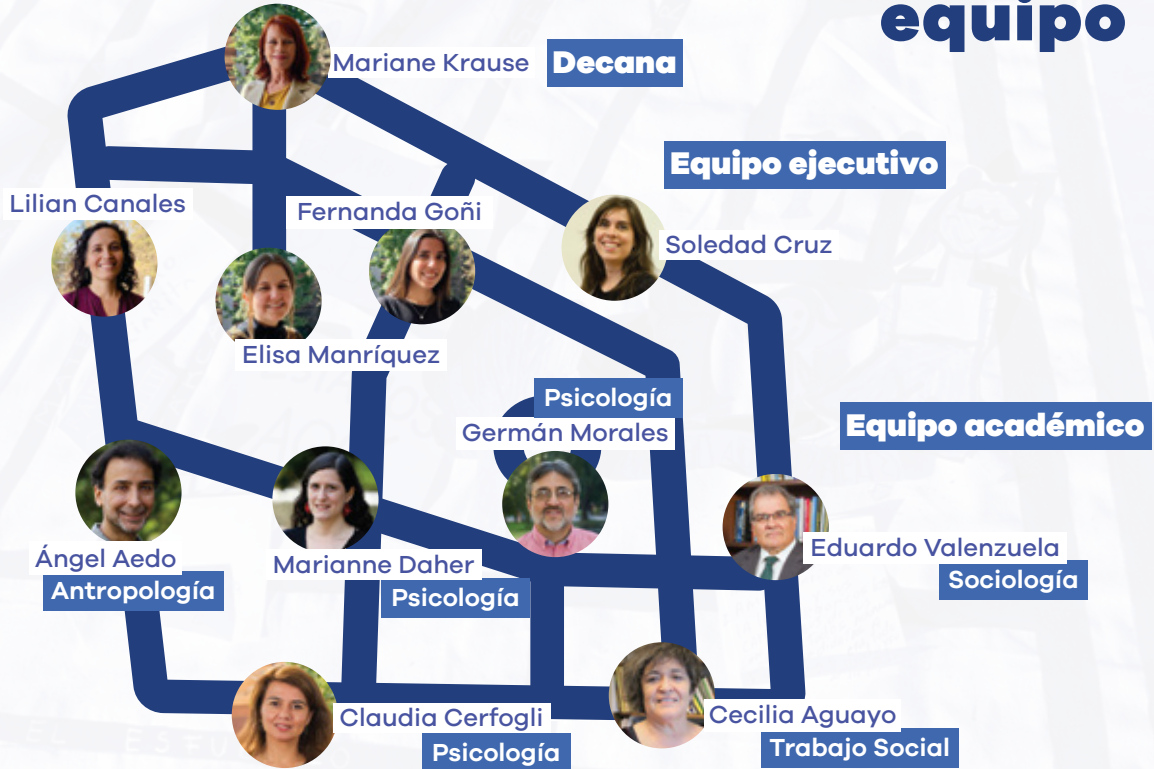 equipo
Mariane Krause
Decana
Equipo ejecutivo
Lilian Canales
Fernanda Goñi
Soledad Cruz
Elisa Manríquez
Psicología
Germán Morales
Equipo académico
Ángel Aedo
Antropología
Marianne Daher
Psicología
Eduardo Valenzuela
Sociología
Claudia Cerfogli
Psicología
Cecilia Aguayo
Trabajo Social